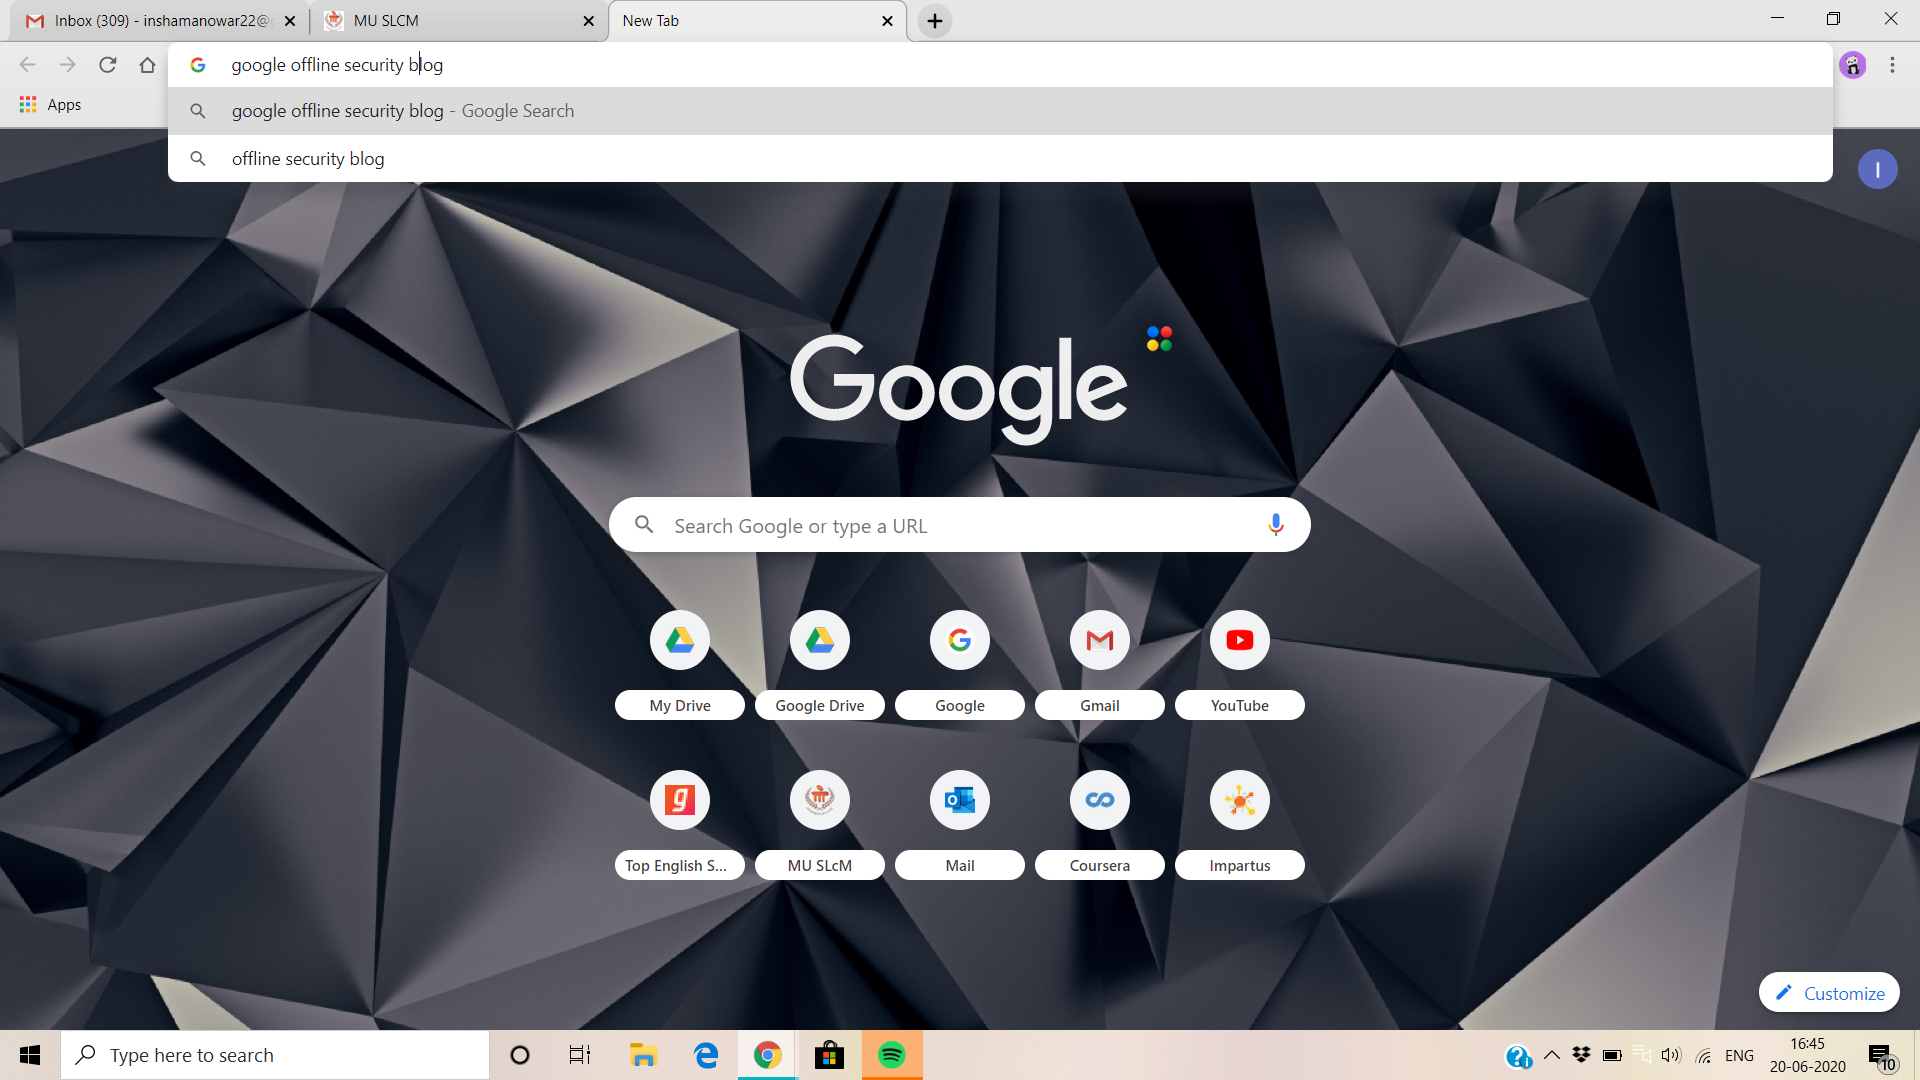 Inbox (309) - inshamanowar22@
MU SLCM
New Tab
google offline security blog
google offline security blog - Google Search
offline security blog
Apps
I
Google
Search Google or type a URL
My Drive
Google Drive
Google
Gmail
YouTube
Top English S...
MU SLcM
Mail
Coursera
Impartus
Customize
Type here to search
ENG
16:45
20-06-2020
10